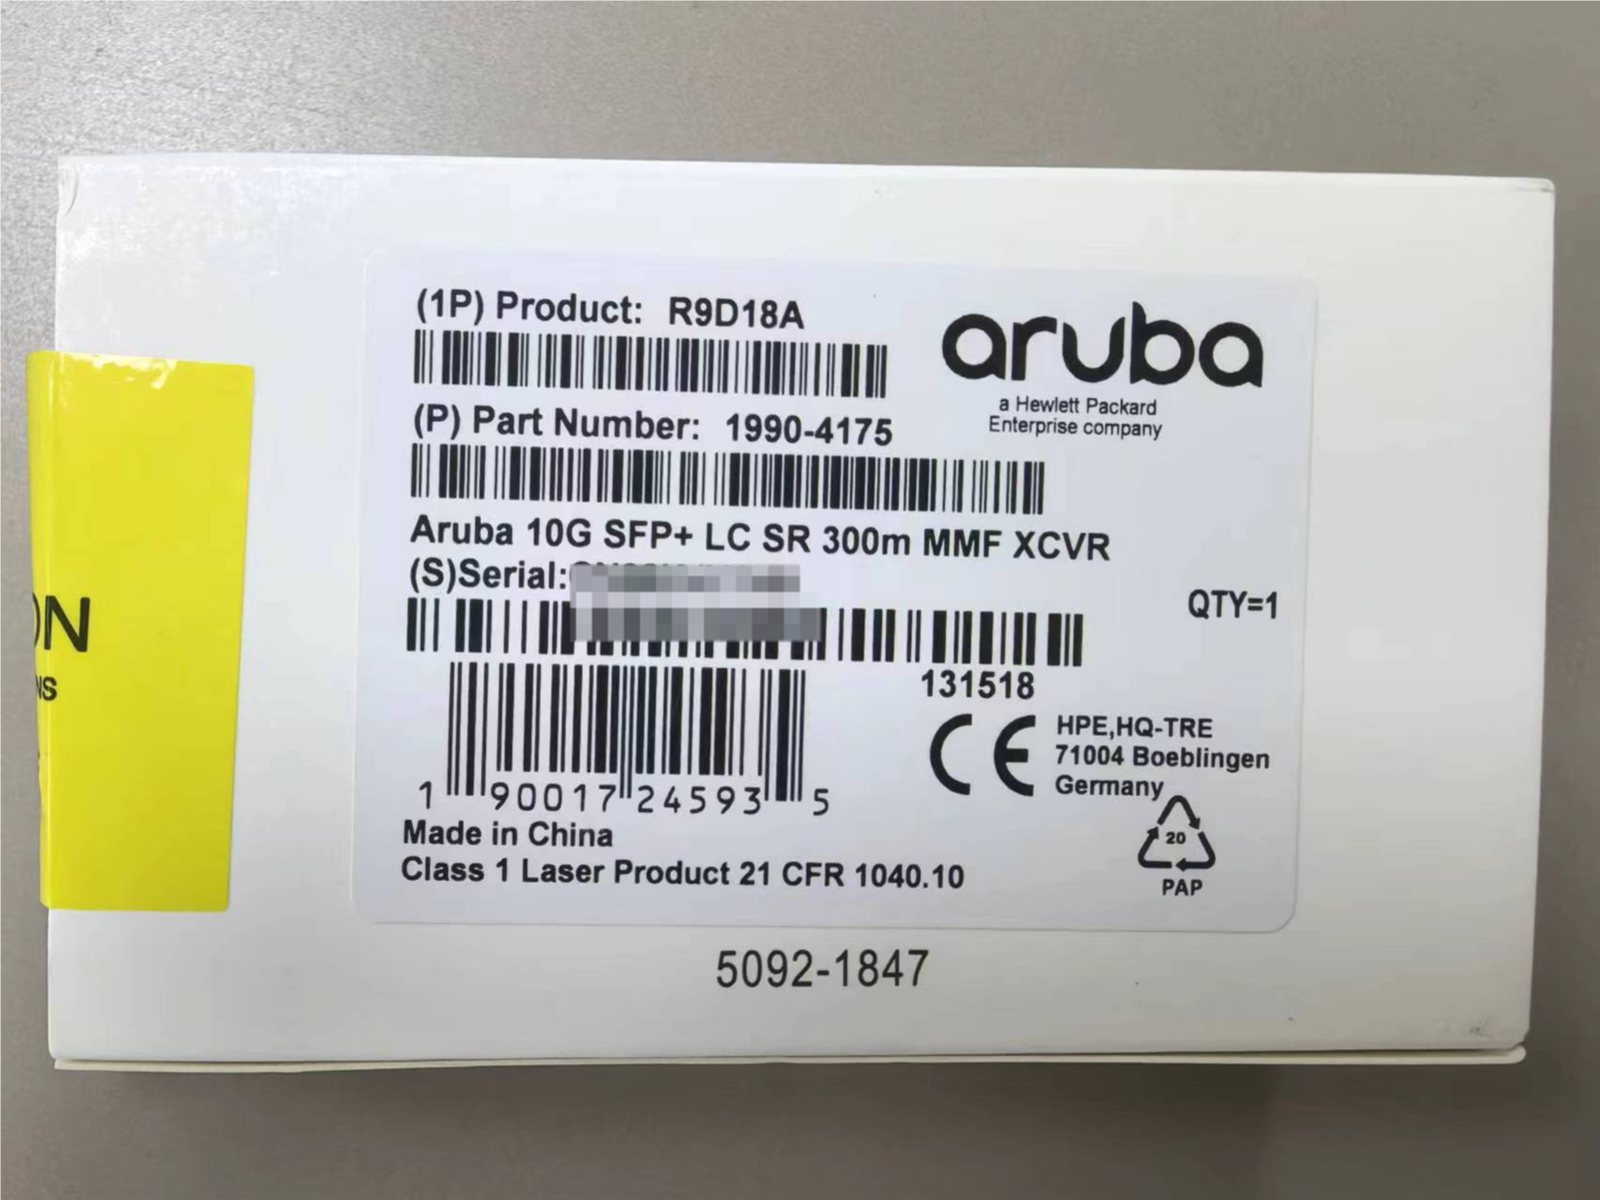 (1P) Product: R9D18A
aruba
a Hewlett Packard
Enterprise company
(P) Part Number: 1990-4175
Aruba 10G SFP+ LC SR 300m MMF XCVR
(S)Serial:
QTY=1
131518
1 90017 24593 5
CE
HPE,HQ-TRE
71004 Boeblingen
Germany
20
PAP
Made in China
Class 1 Laser Product 21 CFR 1040.10
5092-1847